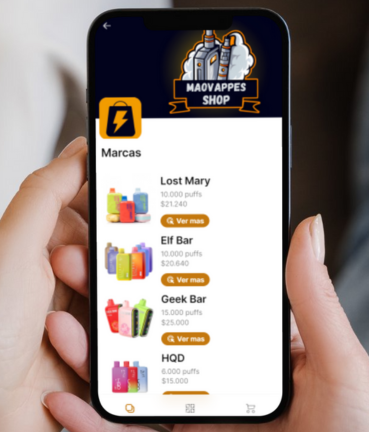 MAOVAPPES
SHOP
Marcas
Lost Mary
10.000 puffs
$21.240
Ver mas
Elf Bar
10.000 puffs
$20.640
Ver mas
Geek Bar
15.000 puffs
$25.000
Ver mas
HQD
6.000 puffs
$15.000